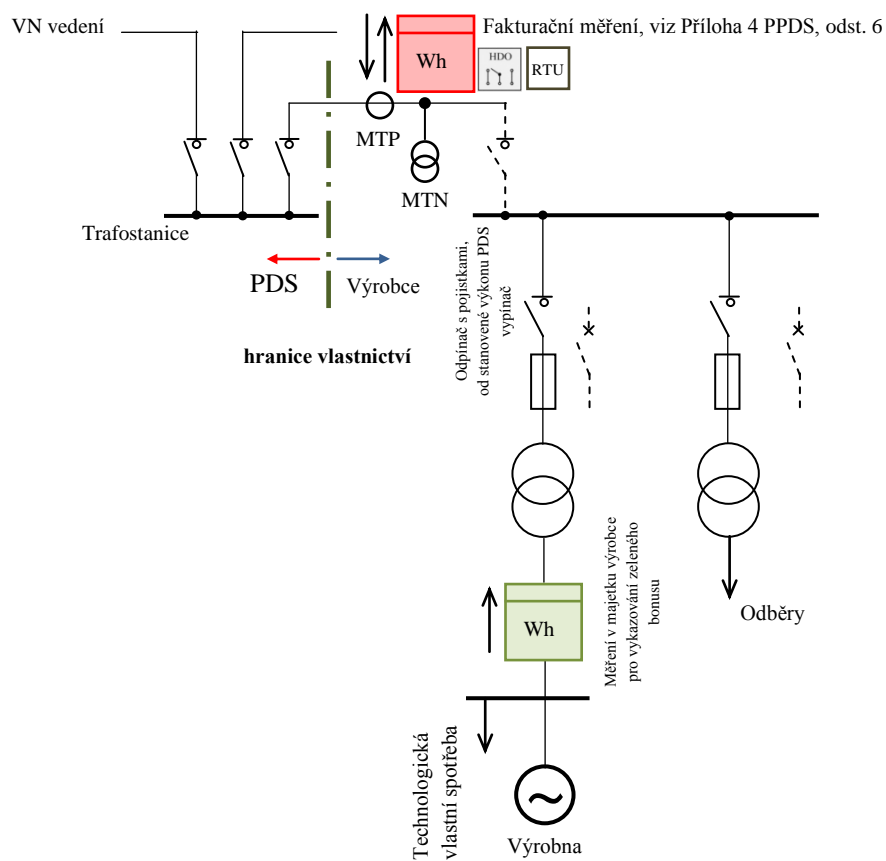 VN vedení
Fakturační měření, viz Příloha 4 PPDS, odst. 6
Wh
HDO
RTU
MTP
MTN
Trafostanice
PDS
Výrobce
hranice vlastnictví
Odpínač s pojistkami,
od stanovené výkonu PDS
vypínač
Wh
Měření v majetku výrobce
pro vykazování zeleného
bonusu
Odběry
Technologická
vlastní spotřeba
Výrobna